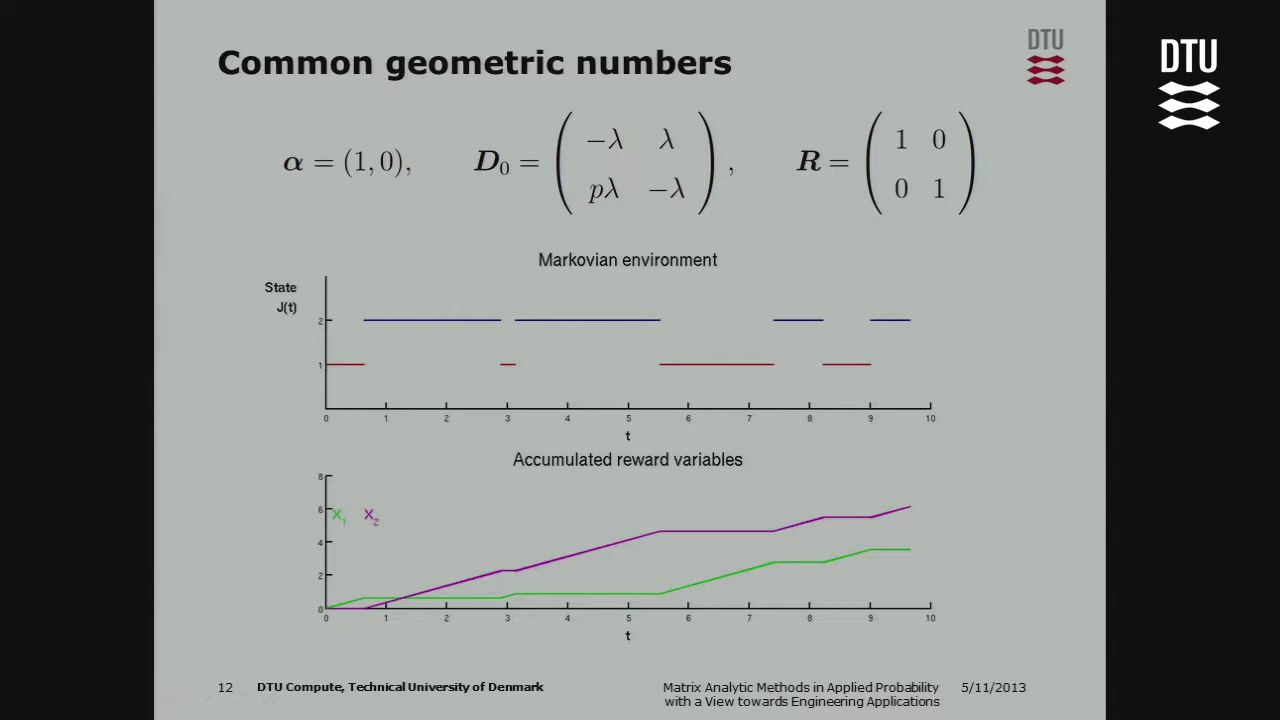 Common geometric numbers
DTU
DTU
α = (1, 0), D₀ = ( −λ λ pλ −λ ), R = ( 1 0 0 1 )
Markovian environment
State
J(t)
2
1
0 1 2 3 4 5 6 7 8 9 10
t
Accumulated reward variables
8
6
X₁ X₂
4
2
0
0 1 2 3 4 5 6 7 8 9 10
t
12 DTU Compute, Technical University of Denmark Matrix Analytic Methods in Applied Probability 5/11/2013
with a View towards Engineering Applications